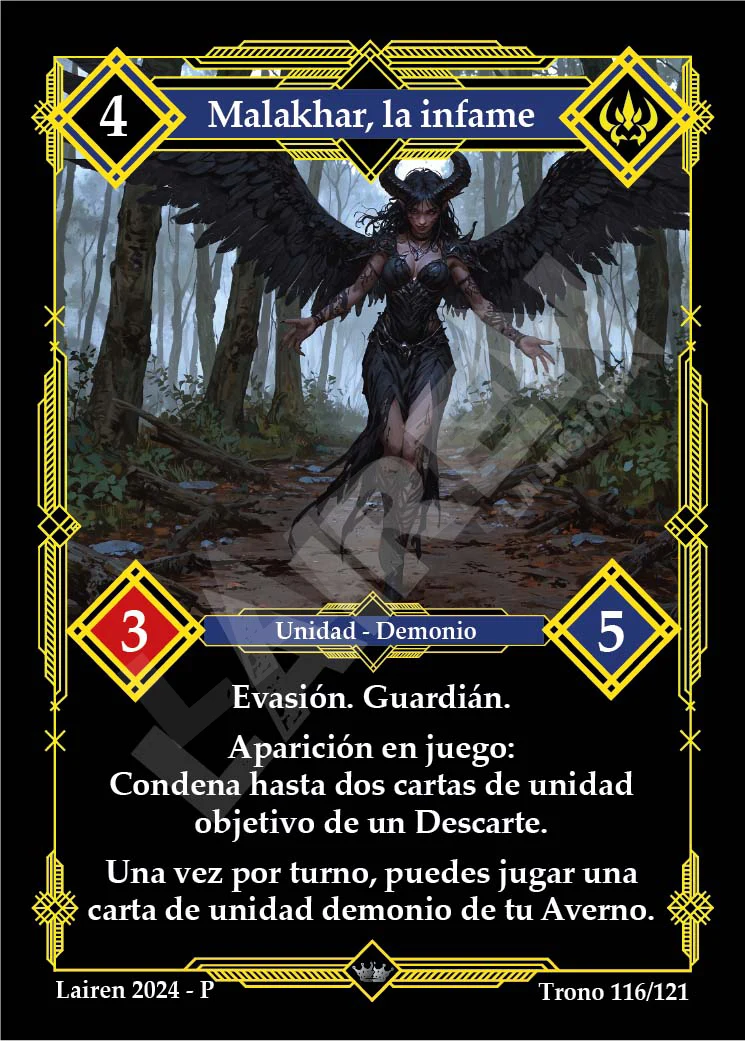 4
Malakhar, la infame
3
Unidad - Demonio
5
Evasión. Guardián.
Aparición en juego:
Condena hasta dos cartas de unidad
objetivo de un Descarte.
Una vez por turno, puedes jugar una
carta de unidad demonio de tu Averno.
Lairen 2024 - P
Trono 116/121
LAIREN